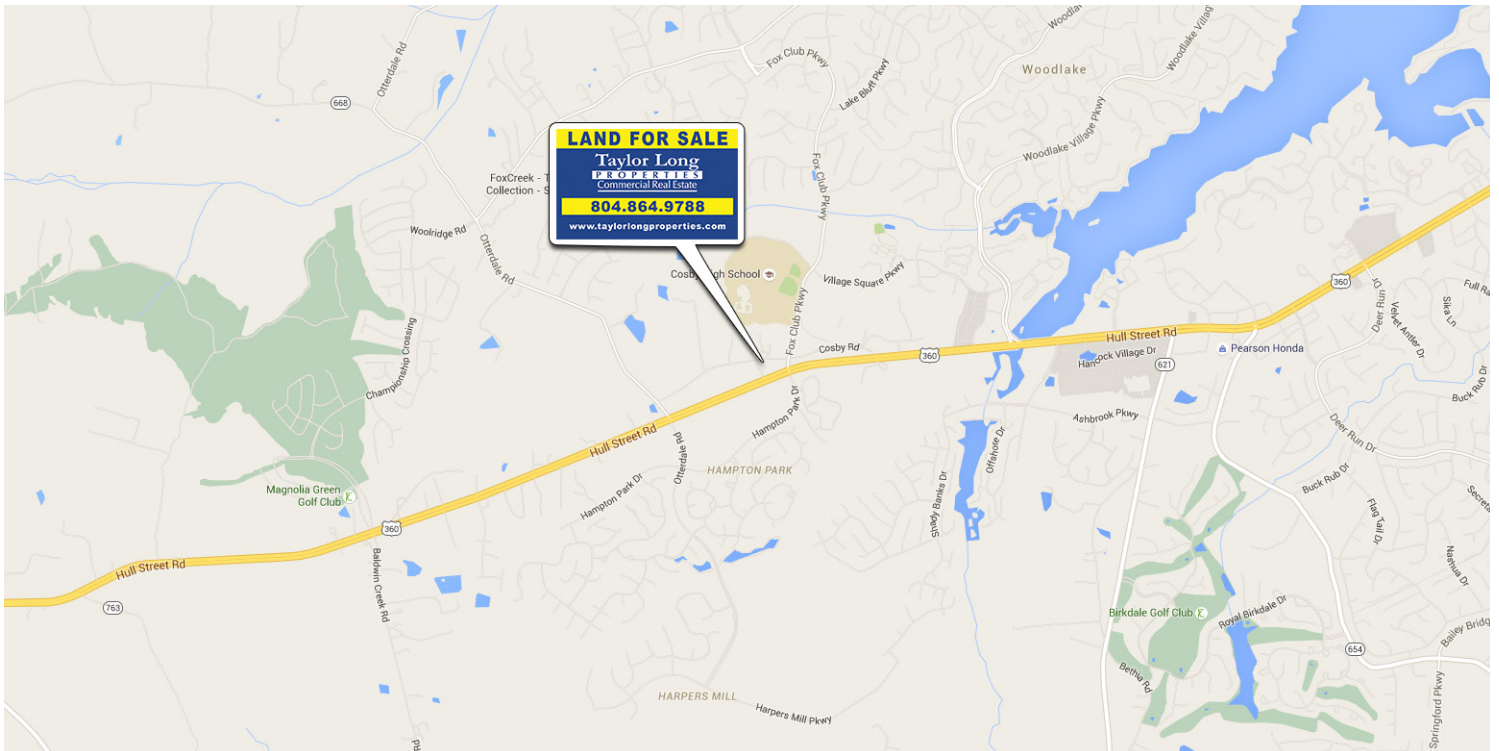 Woodlake Village Pkwy
Otterdale Rd
Fox Club Pkwy
Lake Bluff Pkwy
Woodlake
668
Woodlake Village Pkwy
LAND FOR SALE
Taylor Long
PROPERTIES
Commercial Real Estate
804.864.9788
www.taylorlongproperties.com
FoxCreek - T
Collection - S
Fox Club Pkwy
Woolridge Rd
Otterdale Rd
Cosby High School
Village Square Pkwy
360
Deer Run Dr
Full Ra
Velvet Antler Dr
Sika Ln
Championship Crossing
Fox Club Pkwy
Cosby Rd
360
Hull Street Rd
Hancock Village Dr
621
Pearson Honda
Buck Rub Dr
Hampton Park Dr
Ashbrook Pkwy
Hull Street Rd
Otterdale Rd
HAMPTON PARK
Offshore Dr
Shady Banks Dr
Deer Run Dr
Buck Rub Dr
Flag Tail Dr
Secreta
Magnolia Green
Golf Club
Hampton Park Dr
360
Baldwin Creek Rd
Hull Street Rd
763
Nashua Dr
Birkdale Golf Club
Royal Birkdale Dr
Bailey Bridg
654
Bethia Rd
HARPERS MILL
Harpers Mill Pkwy
Springford Pkwy
Rd